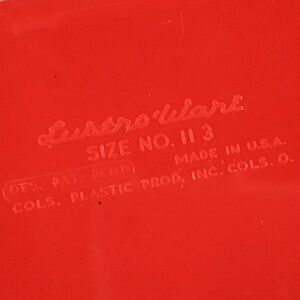 Lustro Ware
SIZE NO. 113
DES. PAT. PEND. MADE IN U.S.A.
COLS. PLASTIC PROD. INC. COLS. O.